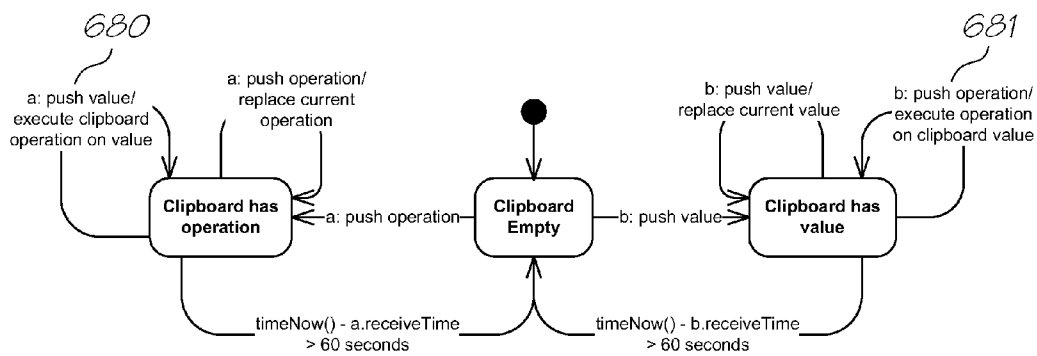 680
681
a: push value/
execute clipboard
operation on value
a: push operation/
replace current
operation
b: push value/
replace current value
b: push operation/
execute operation
on clipboard value
Clipboard has
operation
a: push operation
Clipboard
Empty
b: push value
Clipboard has
value
timeNow() - a.receiveTime
> 60 seconds
timeNow() - b.receiveTime
> 60 seconds